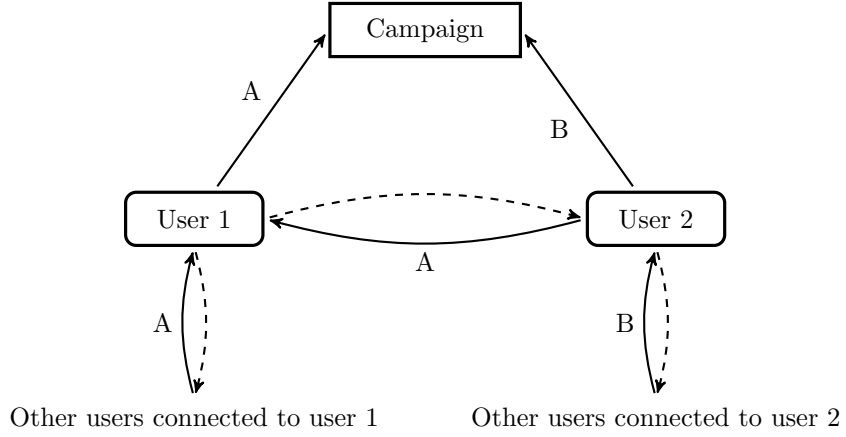 Campaign
A
B
User 1
User 2
A
A
B
Other users connected to user 1
Other users connected to user 2